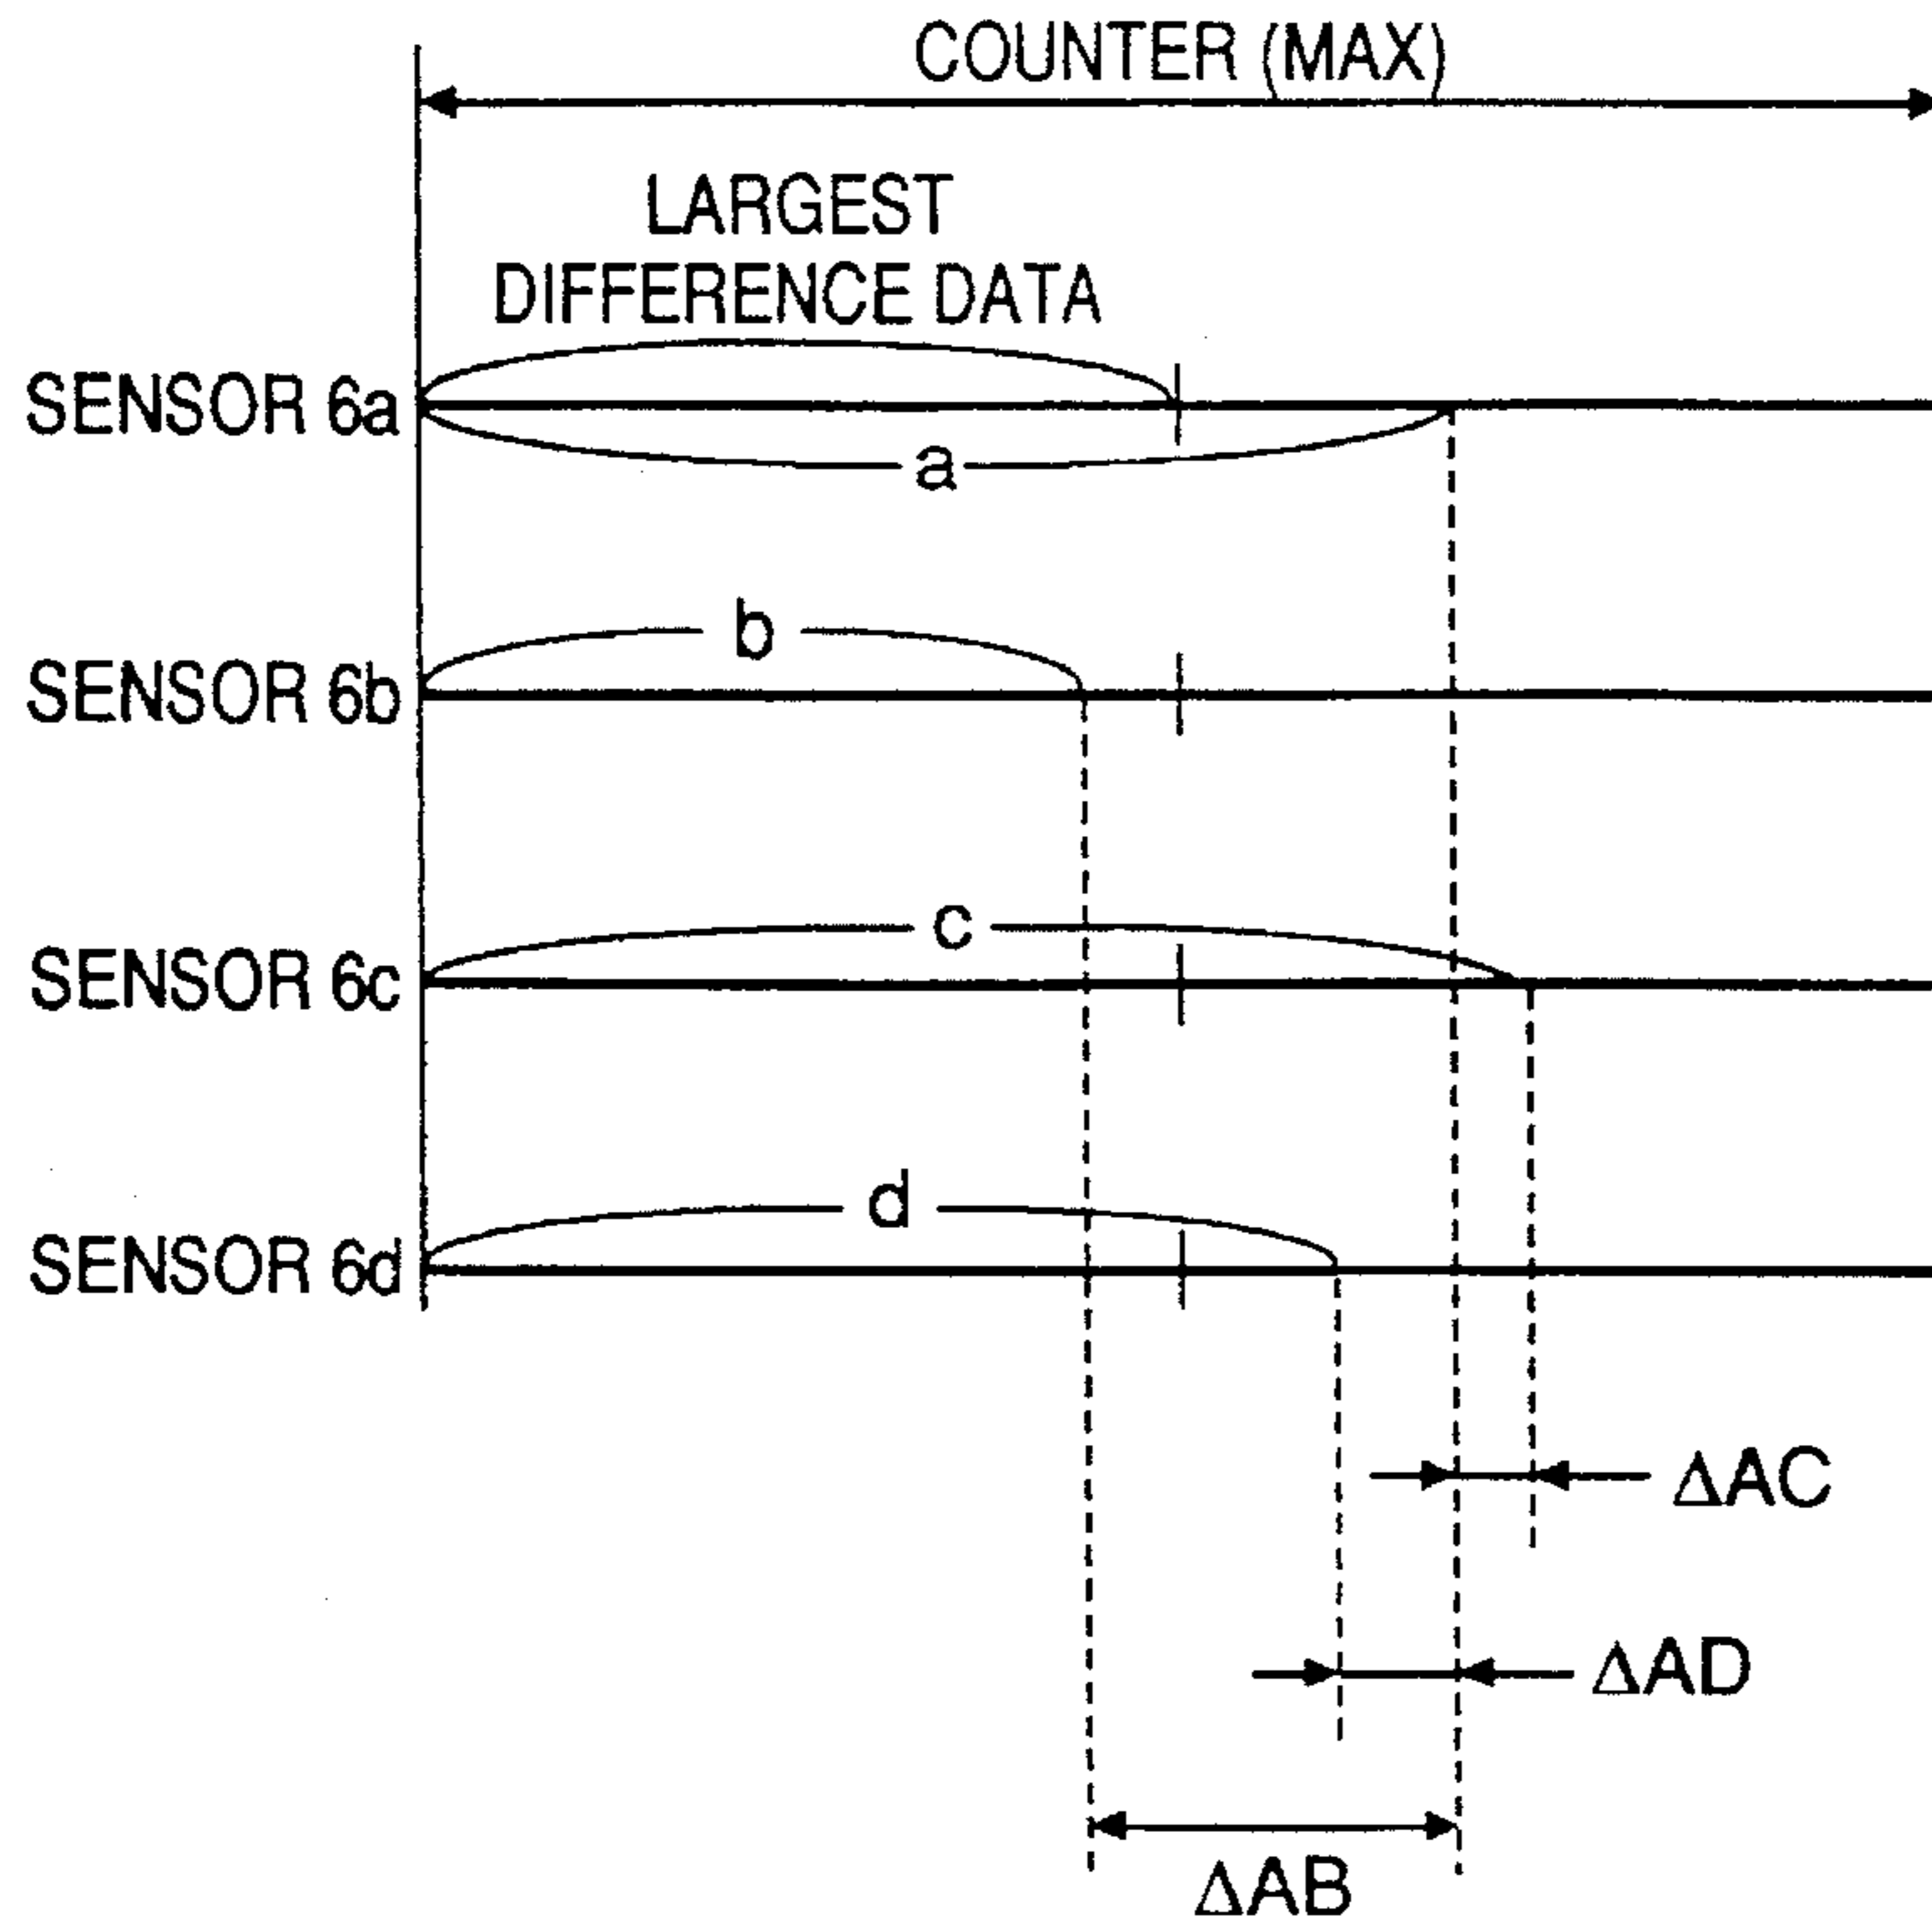 COUNTER (MAX)
LARGEST
DIFFERENCE DATA
SENSOR 6a
a
b
SENSOR 6b
c
SENSOR 6c
d
SENSOR 6d
ΔAC
ΔAD
ΔAB